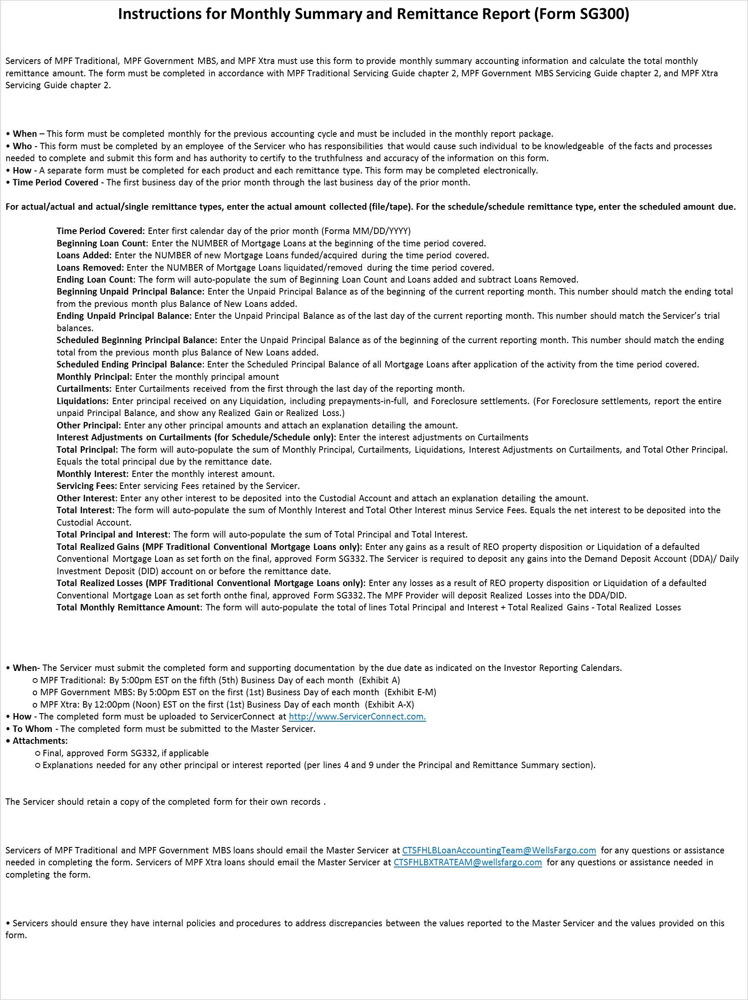 Instructions for Monthly Summary and Remittance Report (Form SG300)
Servicers of MPF Traditional, MPF Government MBS, and MPF Xtra must use this form to provide monthly summary accounting information and calculate the total monthly
remittance amount. The form must be completed in accordance with MPF Traditional Servicing Guide chapter 2, MPF Government MBS Servicing Guide chapter 2, and MPF Xtra
Servicing Guide chapter 2.
• When – This form must be completed monthly for the previous accounting cycle and must be included in the monthly report package.
• Who - This form must be completed by an employee of the Servicer who has responsibilities that would cause such individual to be knowledgeable of the facts and processes
needed to complete and submit this form and has authority to certify to the truthfulness and accuracy of the information on this form.
• How - A separate form must be completed for each product and each remittance type. This form may be completed electronically.
• Time Period Covered - The first business day of the prior month through the last business day of the prior month.
For actual/actual and actual/single remittance types, enter the actual amount collected (file/tape). For the schedule/schedule remittance type, enter the scheduled amount due.
Time Period Covered: Enter first calendar day of the prior month (Forma MM/DD/YYYY)
Beginning Loan Count: Enter the NUMBER of Mortgage Loans at the beginning of the time period covered.
Loans Added: Enter the NUMBER of new Mortgage Loans funded/acquired during the time period covered.
Loans Removed: Enter the NUMBER of Mortgage Loans liquidated/removed during the time period covered.
Ending Loan Count: The form will auto-populate the sum of Beginning Loan Count and Loans added and subtract Loans Removed.
Beginning Unpaid Principal Balance: Enter the Unpaid Principal Balance as of the beginning of the current reporting month. This number should match the ending total
from the previous month plus Balance of New Loans added.
Ending Unpaid Principal Balance: Enter the Unpaid Principal Balance as of the last day of the current reporting month. This number should match the Servicer’s trial
balances.
Scheduled Beginning Principal Balance: Enter the Unpaid Principal Balance as of the beginning of the current reporting month. This number should match the ending
total from the previous month plus Balance of New Loans added.
Scheduled Ending Principal Balance: Enter the Scheduled Principal Balance of all Mortgage Loans after application of the activity from the time period covered.
Monthly Principal: Enter the monthly principal amount
Curtailments: Enter Curtailments received from the first through the last day of the reporting month.
Liquidations: Enter principal received on any Liquidation, including prepayments-in-full, and Foreclosure settlements. (For Foreclosure settlements, report the entire
unpaid Principal Balance, and show any Realized Gain or Realized Loss.)
Other Principal: Enter any other principal amounts and attach an explanation detailing the amount.
Interest Adjustments on Curtailments (for Schedule/Schedule only): Enter the interest adjustments on Curtailments
Total Principal: The form will auto-populate the sum of Monthly Principal, Curtailments, Liquidations, Interest Adjustments on Curtailments, and Total Other Principal.
Equals the total principal due by the remittance date.
Monthly Interest: Enter the monthly interest amount.
Servicing Fees: Enter servicing Fees retained by the Servicer.
Other Interest: Enter any other interest to be deposited into the Custodial Account and attach an explanation detailing the amount.
Total Interest: The form will auto-populate the sum of Monthly Interest and Total Other Interest minus Service Fees. Equals the net interest to be deposited into the
Custodial Account.
Total Principal and Interest: The form will auto-populate the sum of Total Principal and Total Interest.
Total Realized Gains (MPF Traditional Conventional Mortgage Loans only): Enter any gains as a result of REO property disposition or Liquidation of a defaulted
Conventional Mortgage Loan as set forth on the final, approved Form SG332. The Servicer is required to deposit any gains into the Demand Deposit Account (DDA)/ Daily
Investment Deposit (DID) account on or before the remittance date.
Total Realized Losses (MPF Traditional Conventional Mortgage Loans only): Enter any losses as a result of REO property disposition or Liquidation of a defaulted
Conventional Mortgage Loan as set forth onthe final, approved Form SG332. The MPF Provider will deposit Realized Losses into the DDA/DID.
Total Monthly Remittance Amount: The form will auto-populate the total of lines Total Principal and Interest + Total Realized Gains - Total Realized Losses
• When- The Servicer must submit the completed form and supporting documentation by the due date as indicated on the Investor Reporting Calendars.
o MPF Traditional: By 5:00pm EST on the fifth (5th) Business Day of each month (Exhibit A)
o MPF Government MBS: By 5:00pm EST on the first (1st) Business Day of each month (Exhibit E-M)
o MPF Xtra: By 12:00pm (Noon) EST on the first (1st) Business Day of each month (Exhibit A-X)
• How - The completed form must be uploaded to ServicerConnect at http://www.ServicerConnect.com.
• To Whom - The completed form must be submitted to the Master Servicer.
• Attachments:
o Final, approved Form SG332, if applicable
o Explanations needed for any other principal or interest reported (per lines 4 and 9 under the Principal and Remittance Summary section).
The Servicer should retain a copy of the completed form for their own records .
Servicers of MPF Traditional and MPF Government MBS loans should email the Master Servicer at CTSFHLBLoanAccountingTeam@WellsFargo.com for any questions or assistance
needed in completing the form. Servicers of MPF Xtra loans should email the Master Servicer at CTSFHLBXTRATEAM@wellsfargo.com for any questions or assistance needed in
completing the form.
• Servicers should ensure they have internal policies and procedures to address discrepancies between the values reported to the Master Servicer and the values provided on this
form.